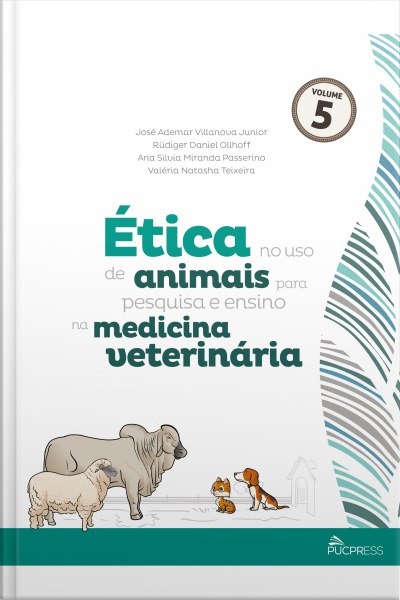 VOLUME
5
José Ademar Villanova Junior
Rüdiger Daniel Ollhoff
Ana Silvia Miranda Passerino
Valéria Natasha Teixeira
Ética no uso
de animais para
pesquisa e ensino
na medicina
veterinária
PUCPRESS